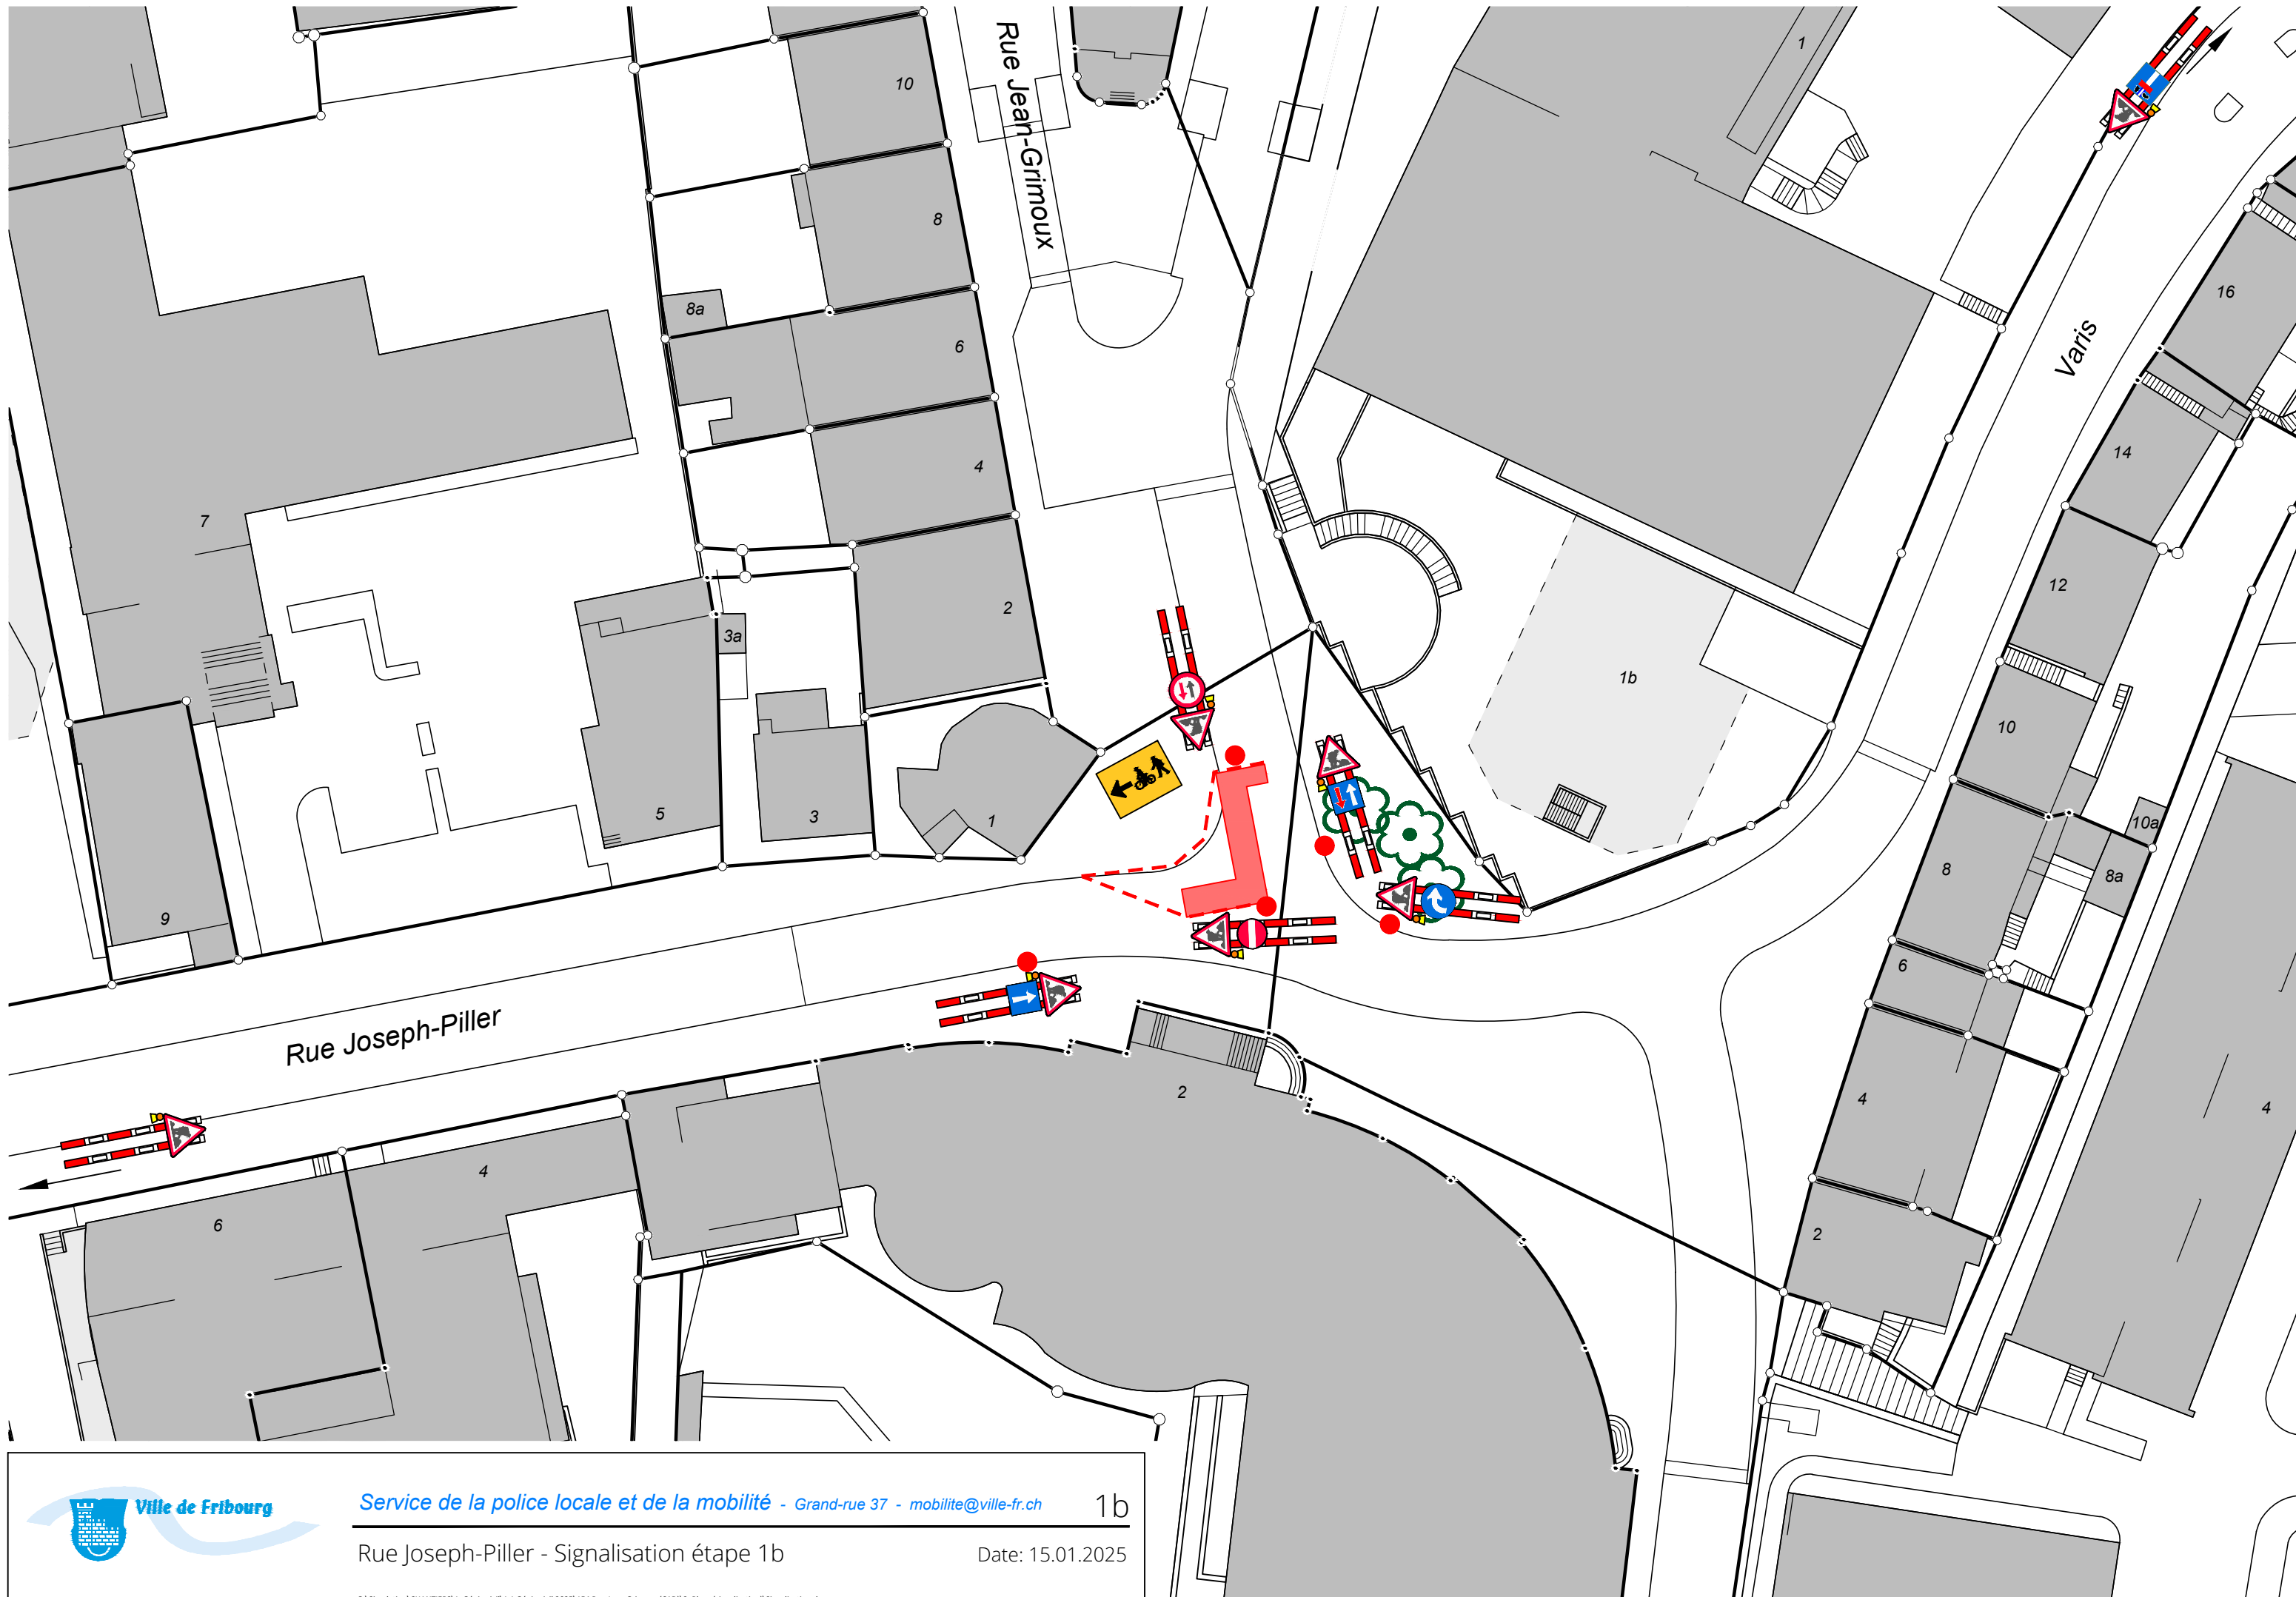 10
Rue Jean-Grimoux
1
8
16
8a
6
Varis
4
14
7
12
2
3a
1b
10
5
3
1
10a
8
8a
9
6
Rue Joseph-Piller
2
4
4
4
6
2
Ville de Fribourg
Service de la police locale et de la mobilité - Grand-rue 37 - mobilite@ville-fr.ch
1b
Rue Joseph-Piller - Signalisation étape 1b
Date: 15.01.2025